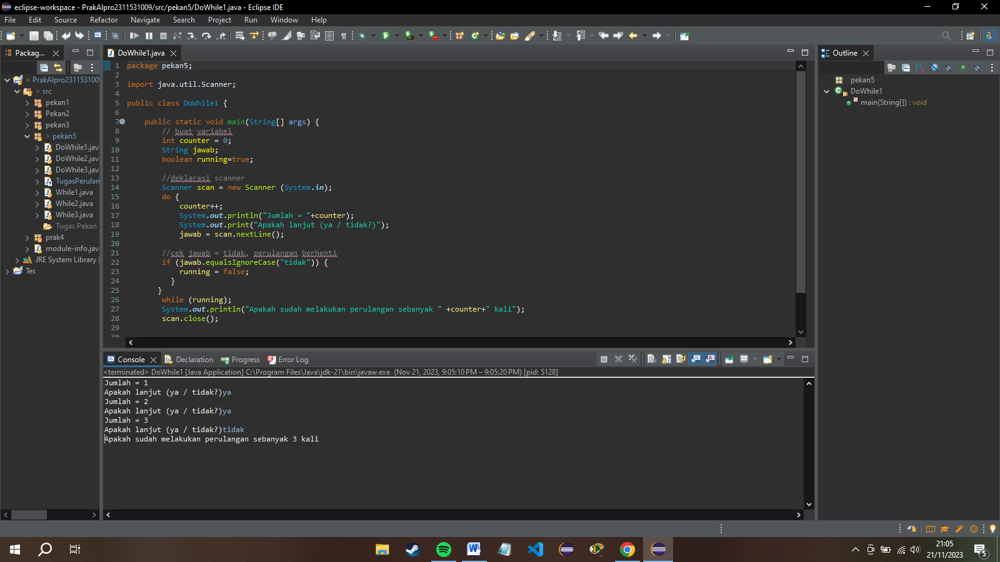 eclipse-workspace - PrakAlpro2311531009/src/pekan5/DoWhile1.java - Eclipse IDE
File Edit Source Refactor Navigate Search Project Run Window Help
Packag...
> PrakAlpro231153100
> src
pekan1
Pekan2
pekan3
> pekan5
DoWhile1.jav
DoWhile2.jav
DoWhile3.jav
TugasPerulan
While1.java
While2.java
While3.java
Tugas Pekan
prak4
module-info.jav
JRE System Library
Tes
DoWhile1.java
1 package pekan5;
2
3 import java.util.Scanner;
4
5 public class DoWhile1 {
6
7 public static void main(String[] args) {
8 // buat variabel
9 int counter = 0;
10 String jawab;
11 boolean running=true;
12
13 //deklarasi scanner
14 Scanner scan = new Scanner (System.in);
15 do {
16 counter++;
17 System.out.println("Jumlah = "+counter);
18 System.out.print("Apakah lanjut (ya / tidak?)");
19 jawab = scan.nextLine();
20
21 //cek jawab = tidak, perulangan berhenti
22 if (jawab.equalsIgnoreCase("tidak")) {
23 running = false;
24 }
25 }
26 while (running);
27 System.out.println("Apakah sudah melakukan perulangan sebanyak " +counter+" kali");
28 scan.close();
29
30
Console Declaration Progress Error Log
<terminated> DoWhile1 [Java Application] C:\Program Files\Java\jdk-21\bin\javaw.exe (Nov 21, 2023, 9:05:10 PM – 9:05:20 PM) [pid: 5128]
Jumlah = 1
Apakah lanjut (ya / tidak?)ya
Jumlah = 2
Apakah lanjut (ya / tidak?)ya
Jumlah = 3
Apakah lanjut (ya / tidak?)tidak
Apakah sudah melakukan perulangan sebanyak 3 kali
Outline
pekan5
DoWhile1
main(String[]) : void
21:05
21/11/2023
5